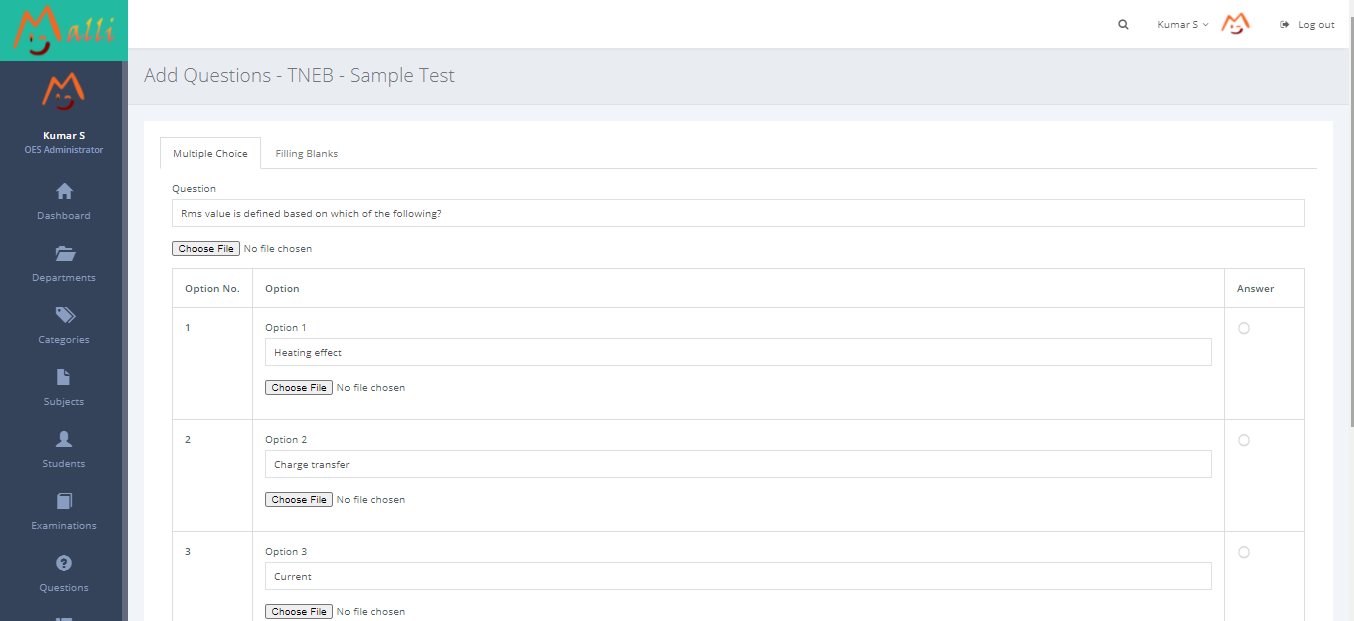 Malli
Kumar S
Log out
Kumar S
OES Administrator
Dashboard
Departments
Categories
Subjects
Students
Examinations
Questions
Add Questions - TNEB - Sample Test
Multiple Choice
Filling Blanks
Question
Rms value is defined based on which of the following?
Choose File No file chosen
Option No.
Option
Answer
1
Option 1
Heating effect
Choose File No file chosen
2
Option 2
Charge transfer
Choose File No file chosen
3
Option 3
Current
Choose File No file chosen